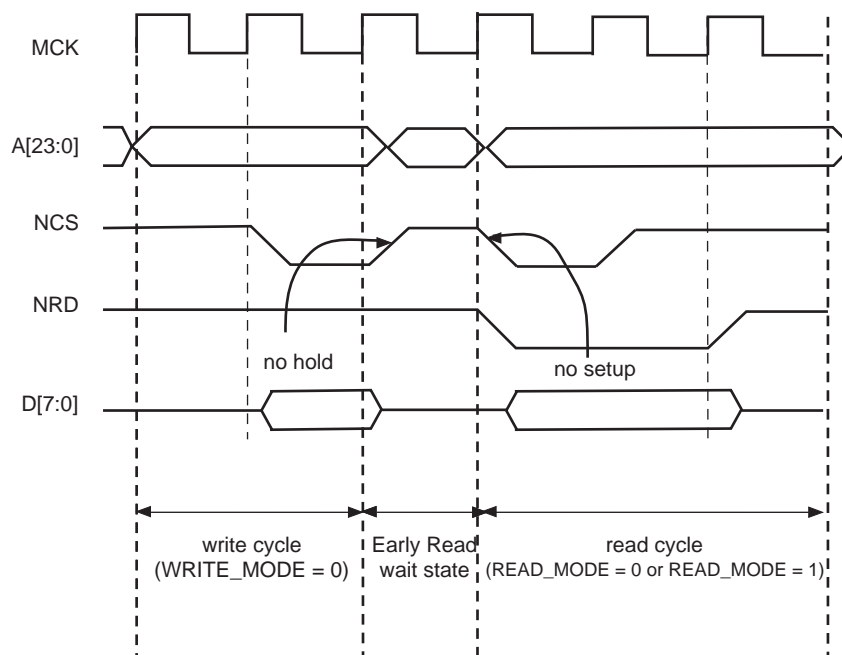 MCK
A[23:0]
NCS
NRD
no hold
no setup
D[7:0]
write cycle
(WRITE_MODE = 0)
Early Read
wait state
read cycle
(READ_MODE = 0 or READ_MODE = 1)